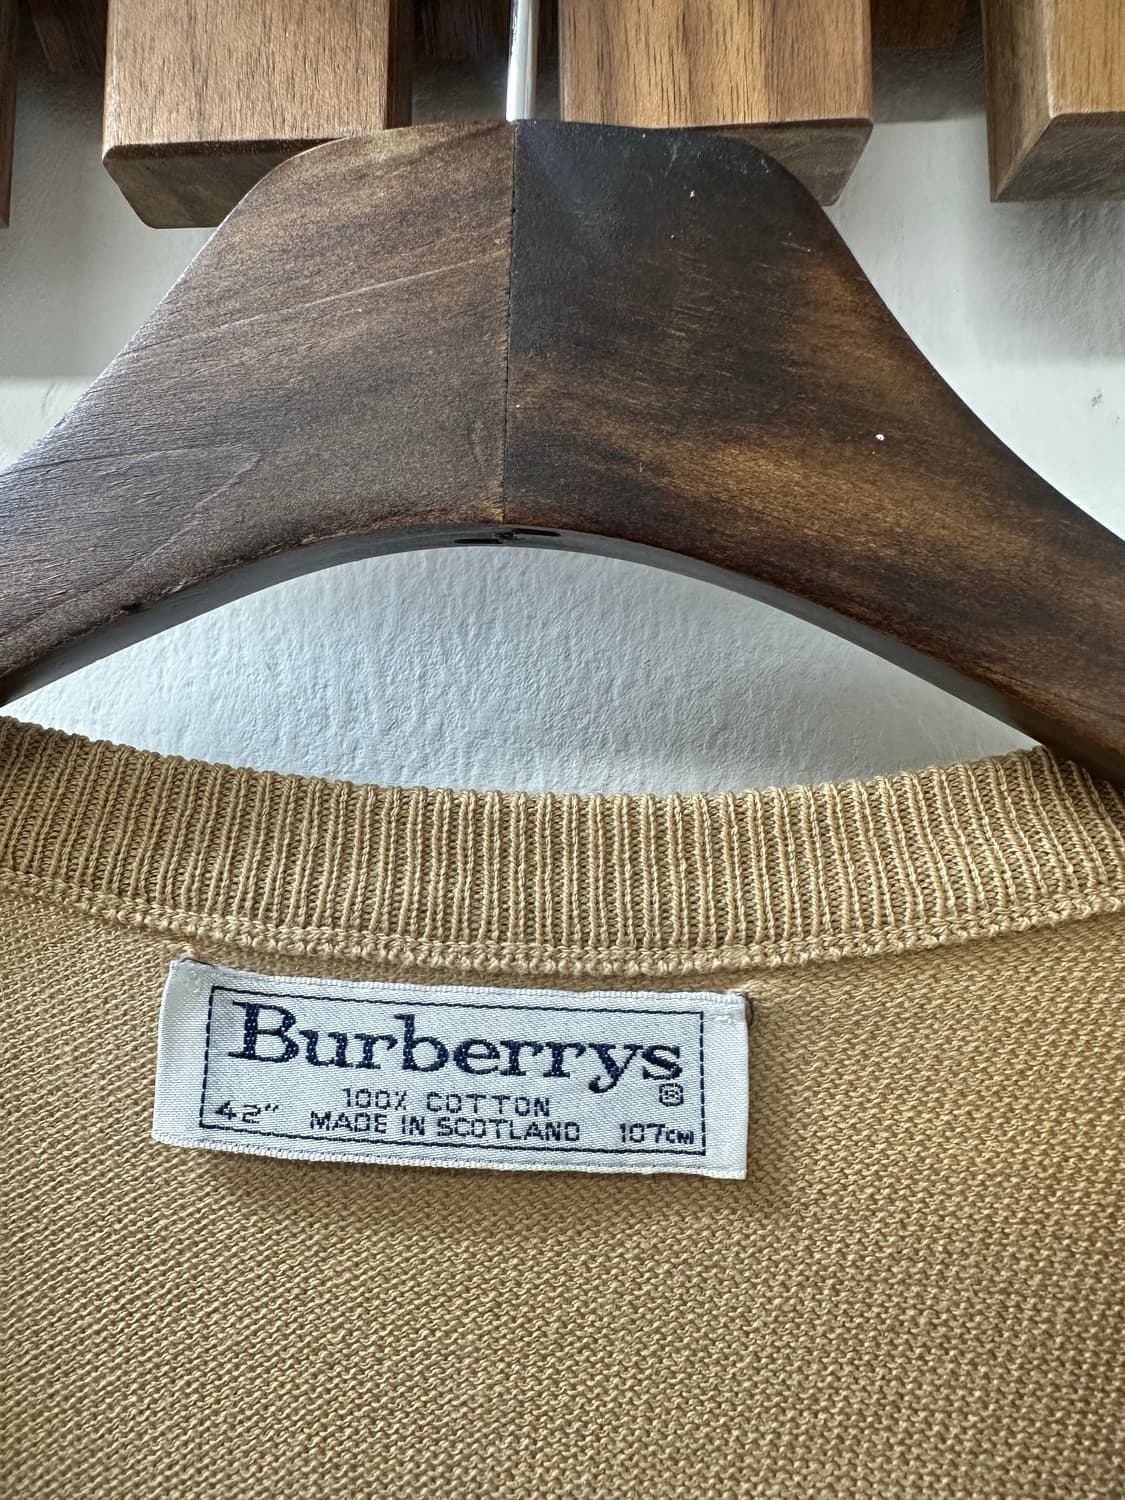 Burberrys®
100% COTTON
42" MADE IN SCOTLAND 107CM